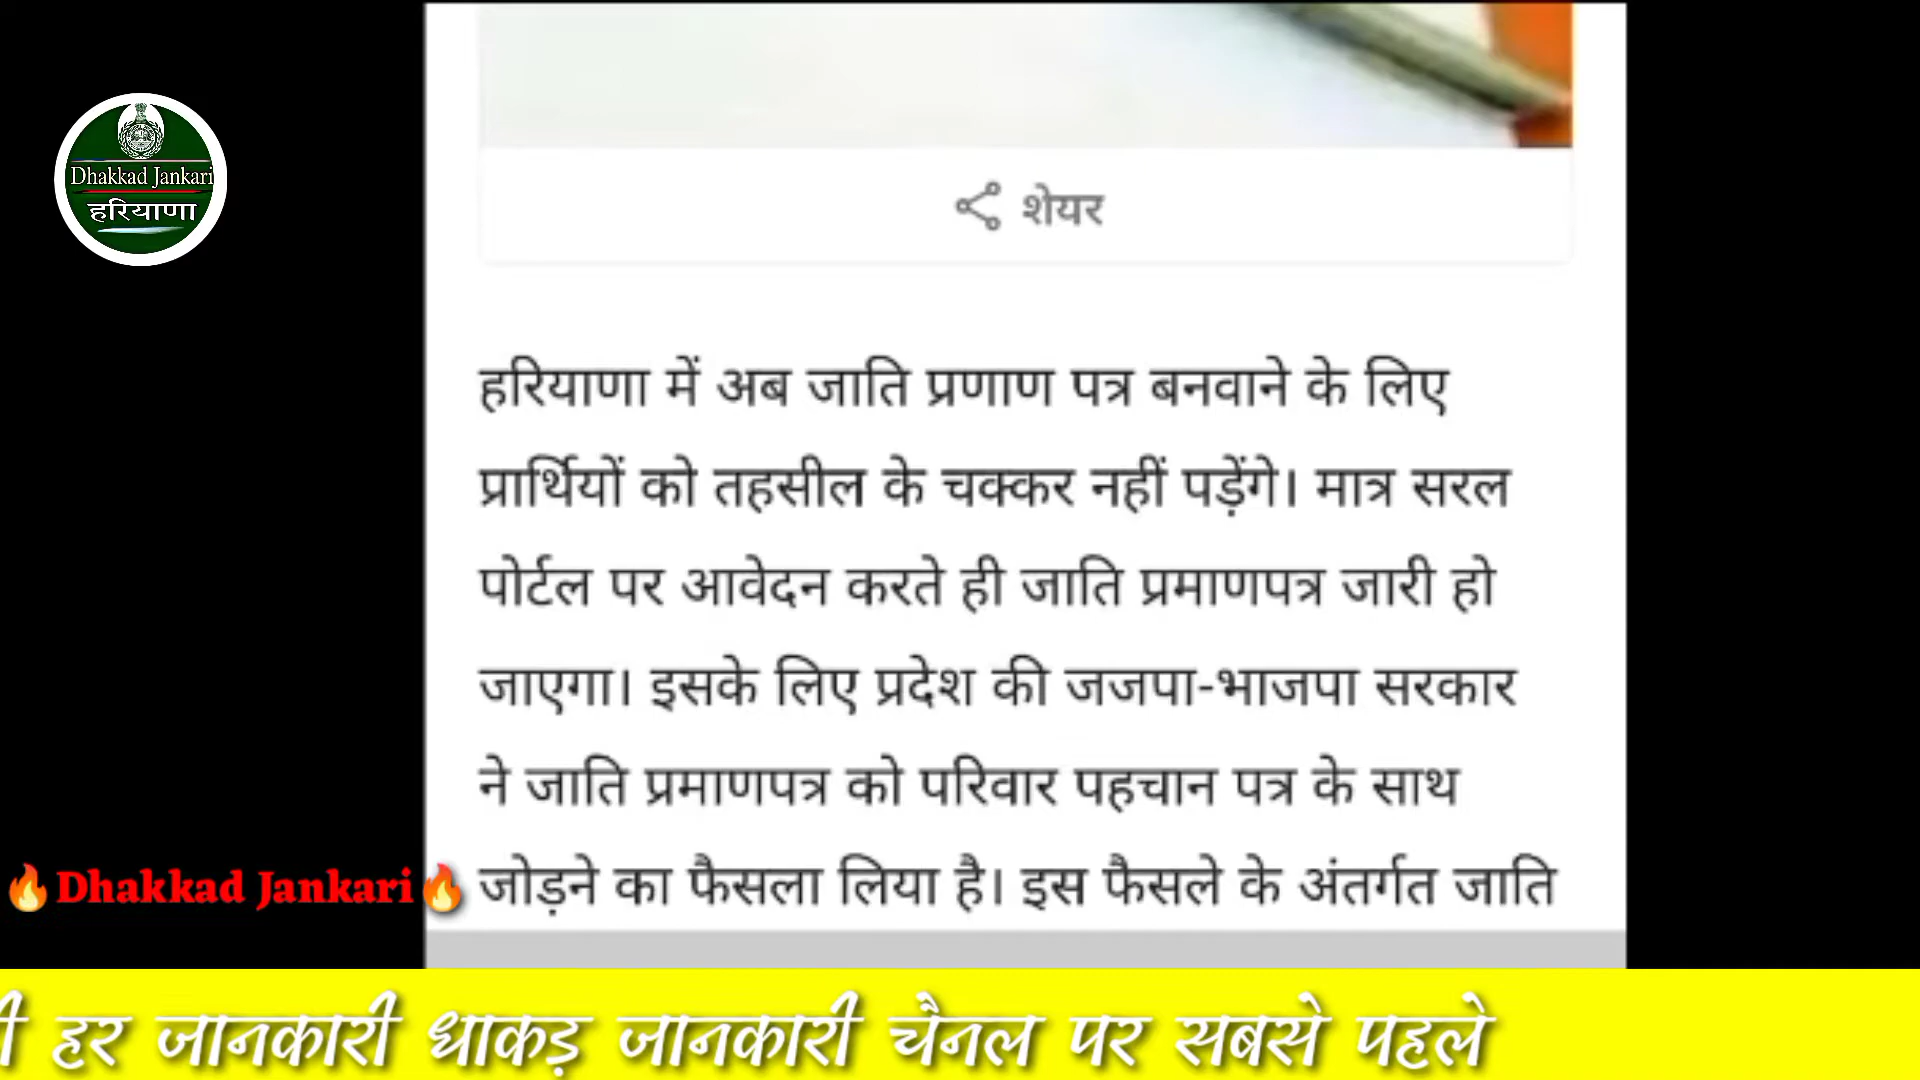 Dhakkad Jankari
हरियाणा
शेयर
हरियाणा में अब जाति प्रणाण पत्र बनवाने के लिए
प्रार्थियों को तहसील के चक्कर नहीं पड़ेंगे। मात्र सरल
पोर्टल पर आवेदन करते ही जाति प्रमाणपत्र जारी हो
जाएगा। इसके लिए प्रदेश की जजपा-भाजपा सरकार
ने जाति प्रमाणपत्र को परिवार पहचान पत्र के साथ
जोड़ने का फैसला लिया है। इस फैसले के अंतर्गत जाति
🔥Dhakkad Jankari🔥
हर जानकारी धाकड़ जानकारी चैनल पर सबसे पहले